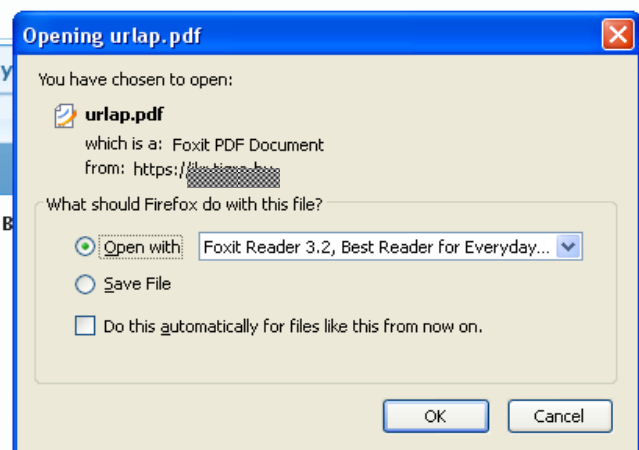 Opening urlap.pdf
y
You have chosen to open:
urlap.pdf
which is a: Foxit PDF Document
from: https://
What should Firefox do with this file?
B
Open with Foxit Reader 3.2, Best Reader for Everyday...
Save File
Do this automatically for files like this from now on.
OK Cancel